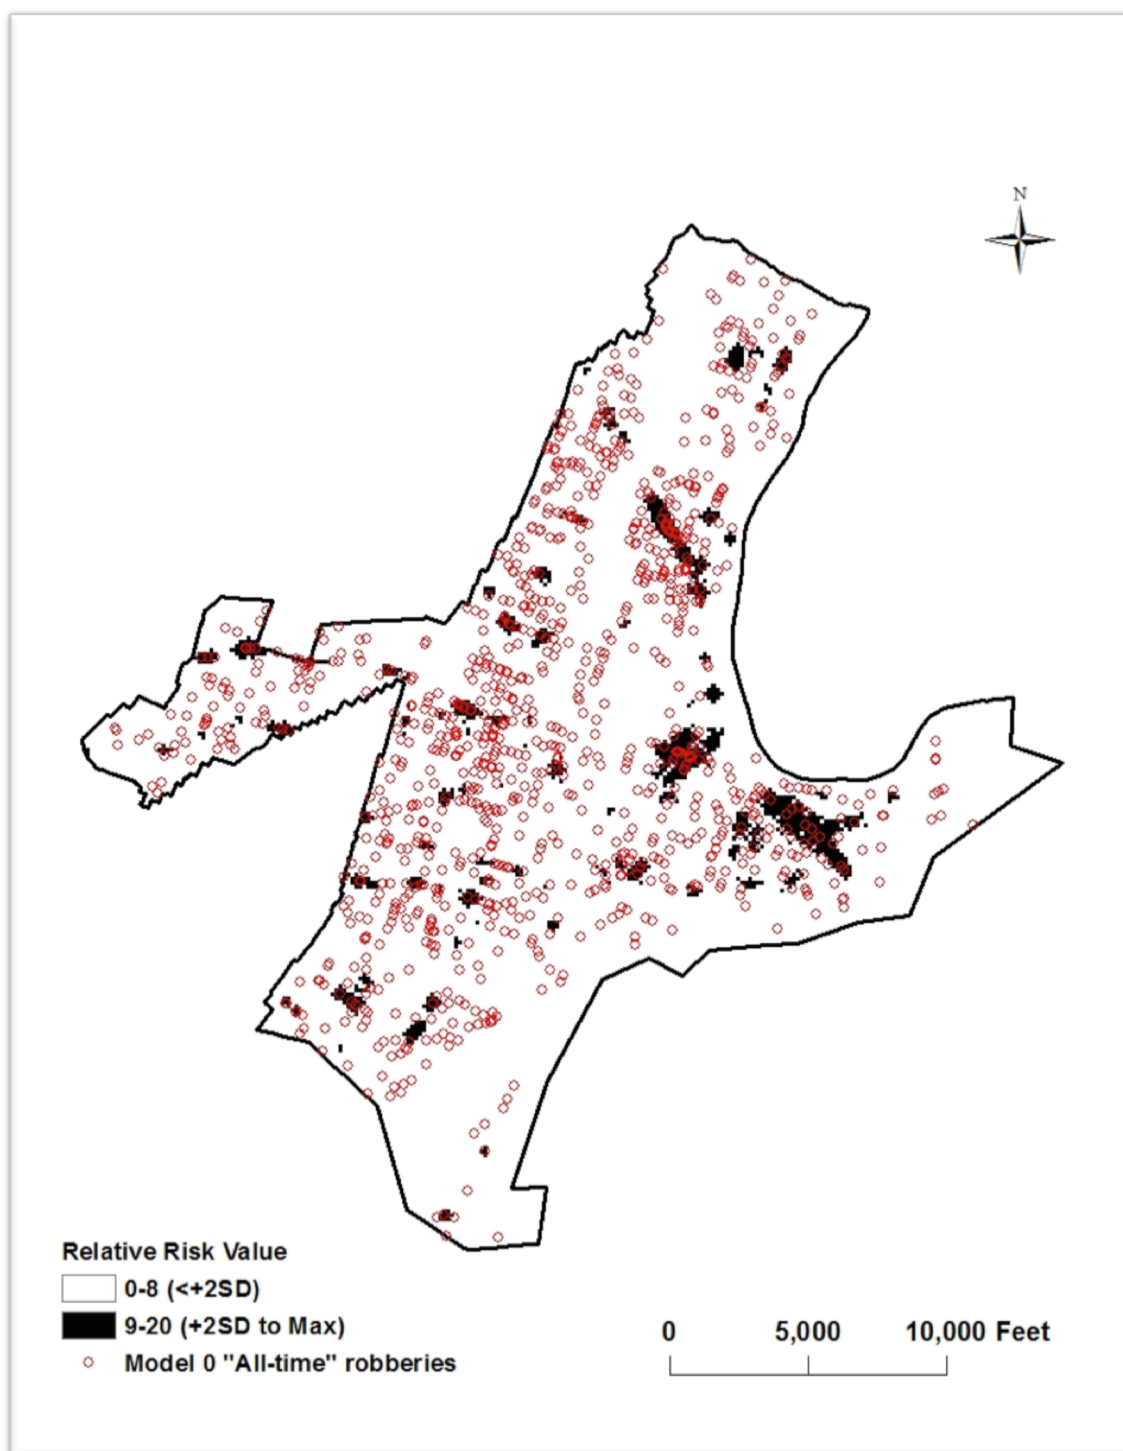 N
Relative Risk Value
0-8 (<+2SD)
9-20 (+2SD to Max)
Model 0 "All-time" robberies
0 5,000 10,000 Feet